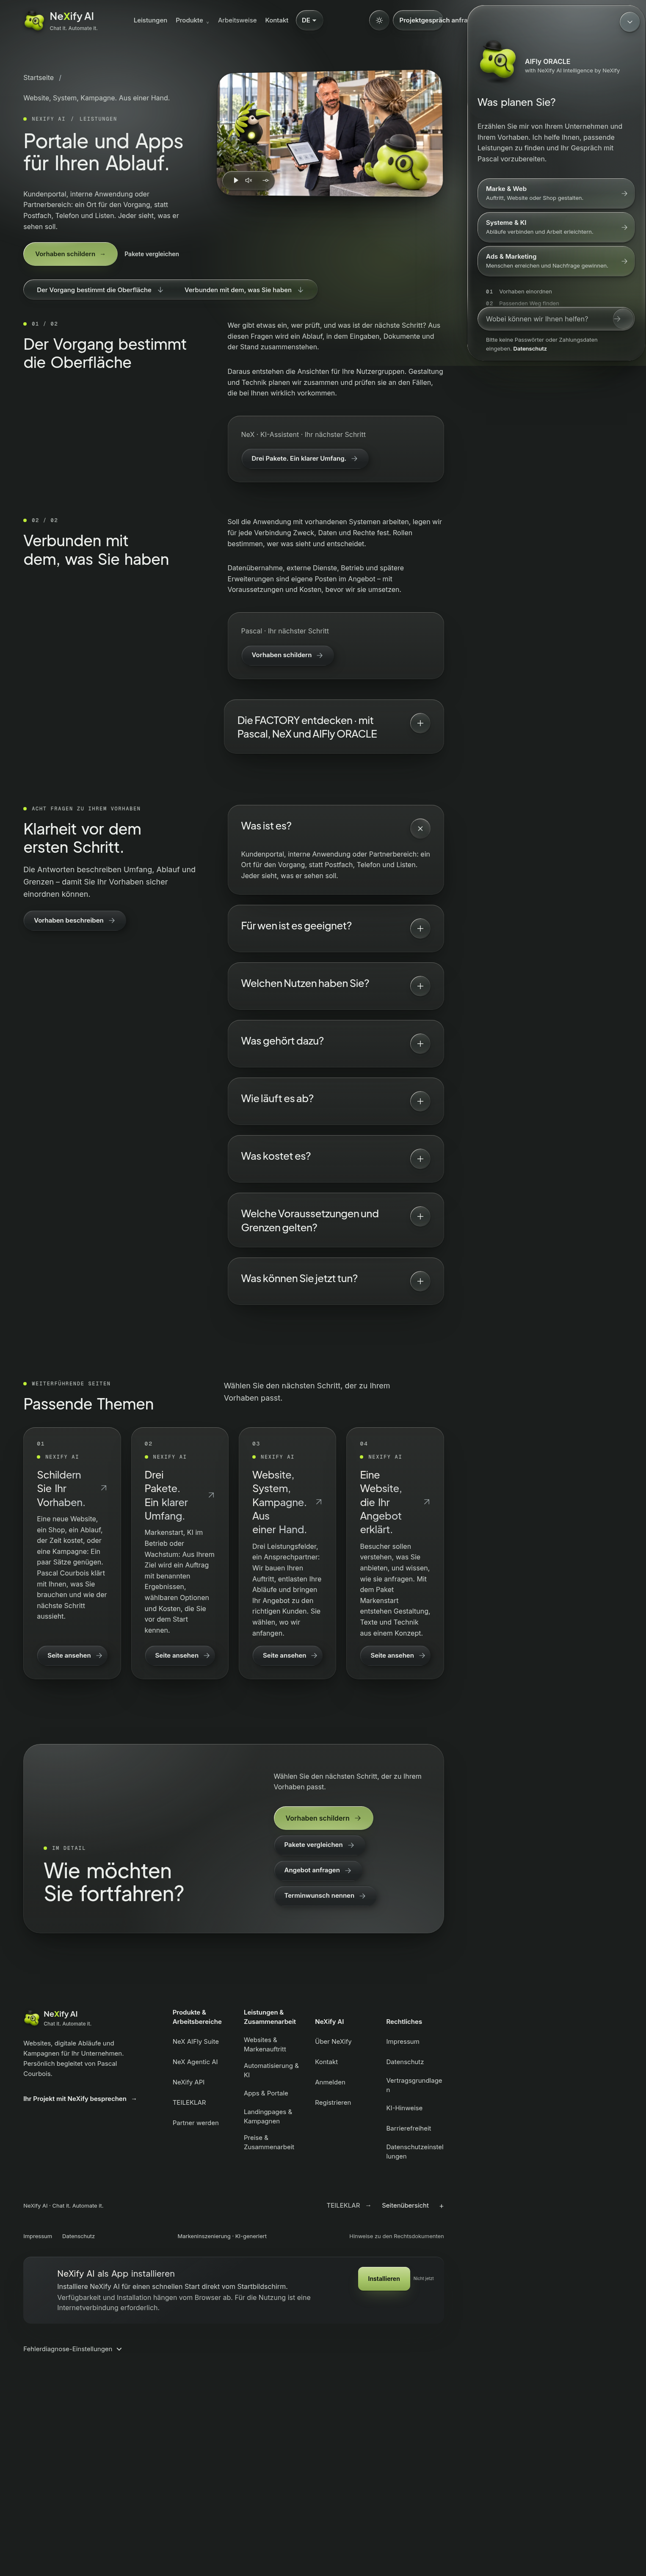 NeXify AI
Chat it. Automate it.
Leistungen Produkte Arbeitsweise Kontakt DE
Projektgespräch anfra
Startseite /
Website, System, Kampagne. Aus einer Hand.
NEXIFY AI / LEISTUNGEN
Portale und Apps
für Ihren Ablauf.
Kundenportal, interne Anwendung oder
Partnerbereich: ein Ort für den Vorgang, statt
Postfach, Telefon und Listen. Jeder sieht, was er
sehen soll.
Vorhaben schildern →
Pakete vergleichen
Der Vorgang bestimmt die Oberfläche ↓
Verbunden mit dem, was Sie haben ↓
AIFly ORACLE
with NeXify AI Intelligence by NeXify
Was planen Sie?
Erzählen Sie mir von Ihrem Unternehmen und
Ihrem Vorhaben. Ich helfe Ihnen, passende
Leistungen zu finden und Ihr Gespräch mit
Pascal vorzubereiten.
Marke & Web
Auftritt, Website oder Shop gestalten.
Systeme & KI
Abläufe verbinden und Arbeit erleichtern.
Ads & Marketing
Menschen erreichen und Nachfrage gewinnen.
01 Vorhaben einordnen
02 Passenden Weg finden
Wobei können wir Ihnen helfen?
Bitte keine Passwörter oder Zahlungsdaten
eingeben. Datenschutz
01 / 02
Der Vorgang bestimmt
die Oberfläche
Wer gibt etwas ein, wer prüft, und was ist der nächste Schritt? Aus
diesen Fragen wird ein Ablauf, in dem Eingaben, Dokumente und
der Stand zusammenstehen.
Daraus entstehen die Ansichten für Ihre Nutzergruppen. Gestaltung
und Technik planen wir zusammen und prüfen sie an den Fällen,
die bei Ihnen wirklich vorkommen.
NeX · KI-Assistent · Ihr nächster Schritt
Drei Pakete. Ein klarer Umfang. →
02 / 02
Verbunden mit
dem, was Sie haben
Soll die Anwendung mit vorhandenen Systemen arbeiten, legen wir
für jede Verbindung Zweck, Daten und Rechte fest. Rollen
bestimmen, wer was sieht und entscheidet.
Datenübernahme, externe Dienste, Betrieb und spätere
Erweiterungen sind eigene Posten im Angebot – mit
Voraussetzungen und Kosten, bevor wir sie umsetzen.
Pascal · Ihr nächster Schritt
Vorhaben schildern →
Die FACTORY entdecken · mit
Pascal, NeX und AIFly ORACLE
ACHT FRAGEN ZU IHREM VORHABEN
Klarheit vor dem
ersten Schritt.
Die Antworten beschreiben Umfang, Ablauf und
Grenzen – damit Sie Ihr Vorhaben sicher
einordnen können.
Vorhaben beschreiben →
Was ist es?
Kundenportal, interne Anwendung oder Partnerbereich: ein
Ort für den Vorgang, statt Postfach, Telefon und Listen.
Jeder sieht, was er sehen soll.
Für wen ist es geeignet?
Welchen Nutzen haben Sie?
Was gehört dazu?
Wie läuft es ab?
Was kostet es?
Welche Voraussetzungen und
Grenzen gelten?
Was können Sie jetzt tun?
WEITERFÜHRENDE SEITEN
Passende Themen
Wählen Sie den nächsten Schritt, der zu Ihrem
Vorhaben passt.
01
NEXIFY AI
Schildern
Sie Ihr
Vorhaben.
Eine neue Website,
ein Shop, ein Ablauf,
der Zeit kostet, oder
eine Kampagne: Ein
paar Sätze genügen.
Pascal Courbois klärt
mit Ihnen, was Sie
brauchen und wie der
nächste Schritt
aussieht.
Seite ansehen →
02
NEXIFY AI
Drei
Pakete.
Ein klarer
Umfang.
Markenstart, KI im
Betrieb oder
Wachstum: Aus Ihrem
Ziel wird ein Auftrag
mit benannten
Ergebnissen,
wählbaren Optionen
und Kosten, die Sie
vor dem Start
kennen.
Seite ansehen →
03
NEXIFY AI
Website,
System,
Kampagne.
Aus
einer Hand.
Drei Leistungsfelder,
ein Ansprechpartner:
Wir bauen Ihren
Auftritt, entlasten Ihre
Abläufe und bringen
Ihr Angebot zu den
richtigen Kunden. Sie
wählen, wo wir
anfangen.
Seite ansehen →
04
NEXIFY AI
Eine
Website,
die Ihr
Angebot
erklärt.
Besucher sollen
verstehen, was Sie
anbieten, und wissen,
wie sie anfragen. Mit
dem Paket
Markenstart
entstehen Gestaltung,
Texte und Technik
aus einem Konzept.
Seite ansehen →
IM DETAIL
Wie möchten
Sie fortfahren?
Wählen Sie den nächsten Schritt, der zu Ihrem
Vorhaben passt.
Vorhaben schildern →
Pakete vergleichen →
Angebot anfragen →
Terminwunsch nennen →
NeXify AI
Chat it. Automate it.
Websites, digitale Abläufe und
Kampagnen für Ihr Unternehmen.
Persönlich begleitet von Pascal
Courbois.
Ihr Projekt mit NeXify besprechen →
Produkte &
Arbeitsbereiche
NeX AIFly Suite
NeX Agentic AI
NeXify API
TEILEKLAR
Partner werden
Leistungen &
Zusammenarbeit
Websites &
Markenauftritt
Automatisierung &
KI
Apps & Portale
Landingpages &
Kampagnen
Preise &
Zusammenarbeit
NeXify AI
Über NeXify
Kontakt
Anmelden
Registrieren
Rechtliches
Impressum
Datenschutz
Vertragsgrundlage
n
KI-Hinweise
Barrierefreiheit
Datenschutzeinstel
lungen
NeXify AI · Chat it. Automate it.
TEILEKLAR → Seitenübersicht +
Impressum Datenschutz
Markeninszenierung · KI-generiert
Hinweise zu den Rechtsdokumenten
NeXify AI als App installieren
Installiere NeXify AI für einen schnellen Start direkt vom Startbildschirm.
Verfügbarkeit und Installation hängen vom Browser ab. Für die Nutzung ist eine
Internetverbindung erforderlich.
Installieren
Nicht jetzt
Fehlerdiagnose-Einstellungen